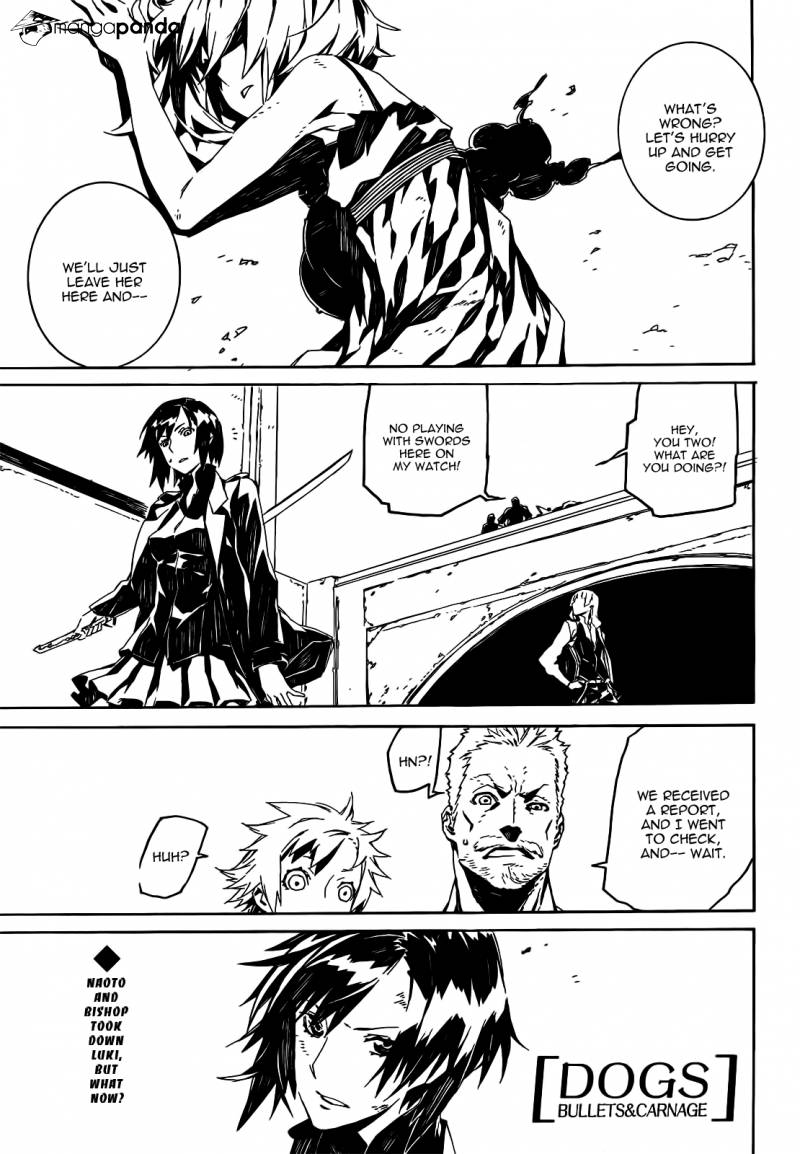 mangapanda
WHAT'S
WRONG?
LET'S HURRY
UP AND GET
GOING.
WE'LL JUST
LEAVE HER
HERE AND--
HEY,
YOU TWO!
WHAT ARE
YOU DOING?!
NO PLAYING
WITH SWORDS
HERE ON
MY WATCH!
WE RECEIVED
A REPORT,
AND I WENT
TO CHECK,
AND-- WAIT.
HN?!
HUH?
NAOTO
AND
BISHOP
TOOK
DOWN
LUKI,
BUT
WHAT
NOW?
[DOGS]
BULLETS&CARNAGE